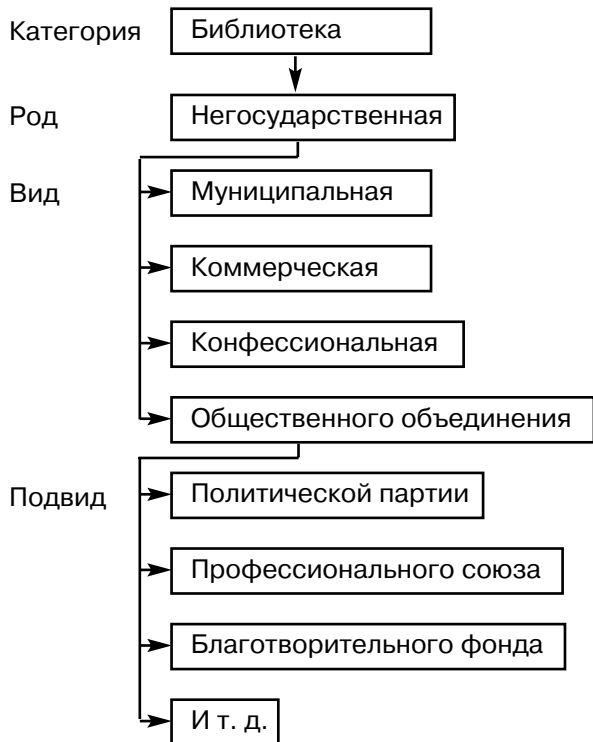 Категория Библиотека
Род Негосударственная
Вид Муниципальная
Коммерческая
Конфессиональная
Общественного объединения
Подвид Политической партии
Профессионального союза
Благотворительного фонда
И т. д.